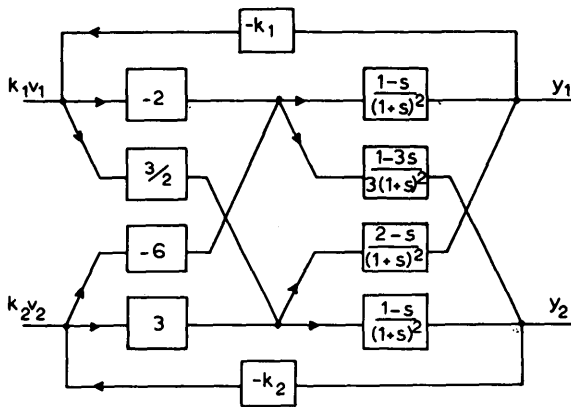 -k₁
k₁v₁
-2
1-s
(1+s)²
y₁
3/2
1-3s
3(1+s)²
-6
2-s
(1+s)²
k₂v₂
3
1-s
(1+s)²
y₂
-k₂